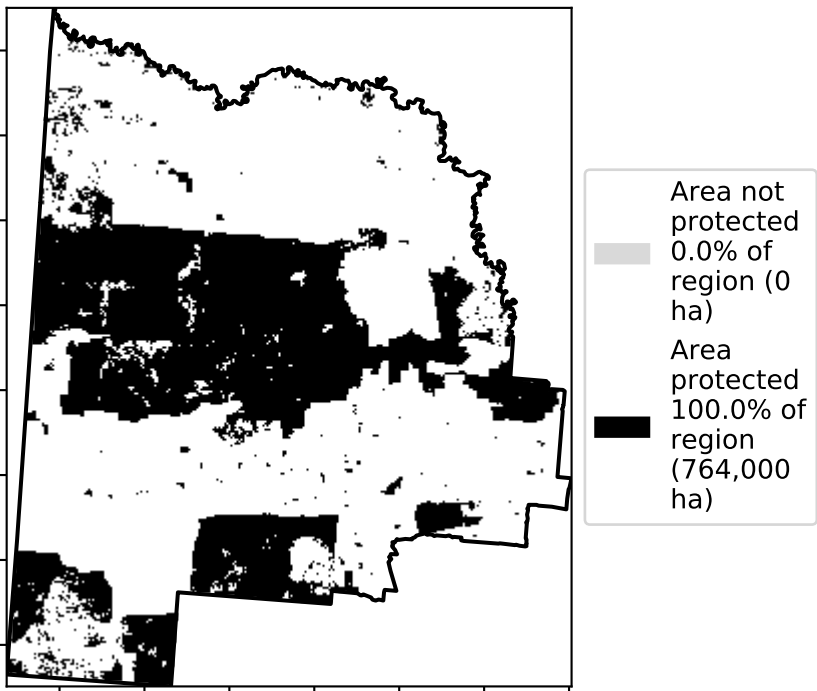 Area not
protected
0.0% of
region (0
ha)
Area
protected
100.0% of
region
(764,000
ha)